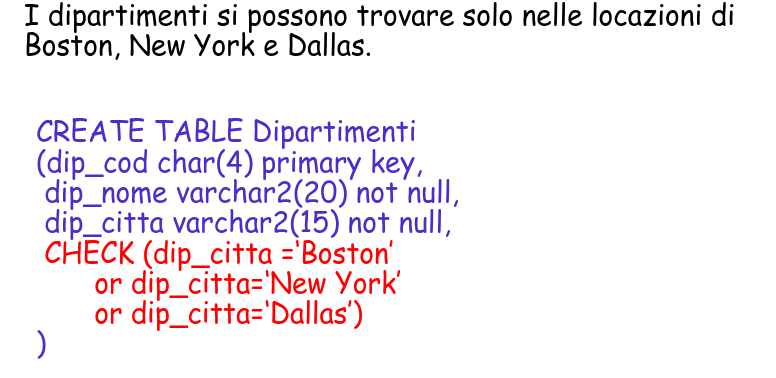 I dipartimenti si possono trovare solo nelle locazioni di
Boston, New York e Dallas.
CREATE TABLE Dipartimenti
(dip_cod char(4) primary key,
dip_nome varchar2(20) not null,
dip_citta varchar2(15) not null,
CHECK (dip_citta =‘Boston’
or dip_citta=‘New York’
or dip_citta=‘Dallas’)
)